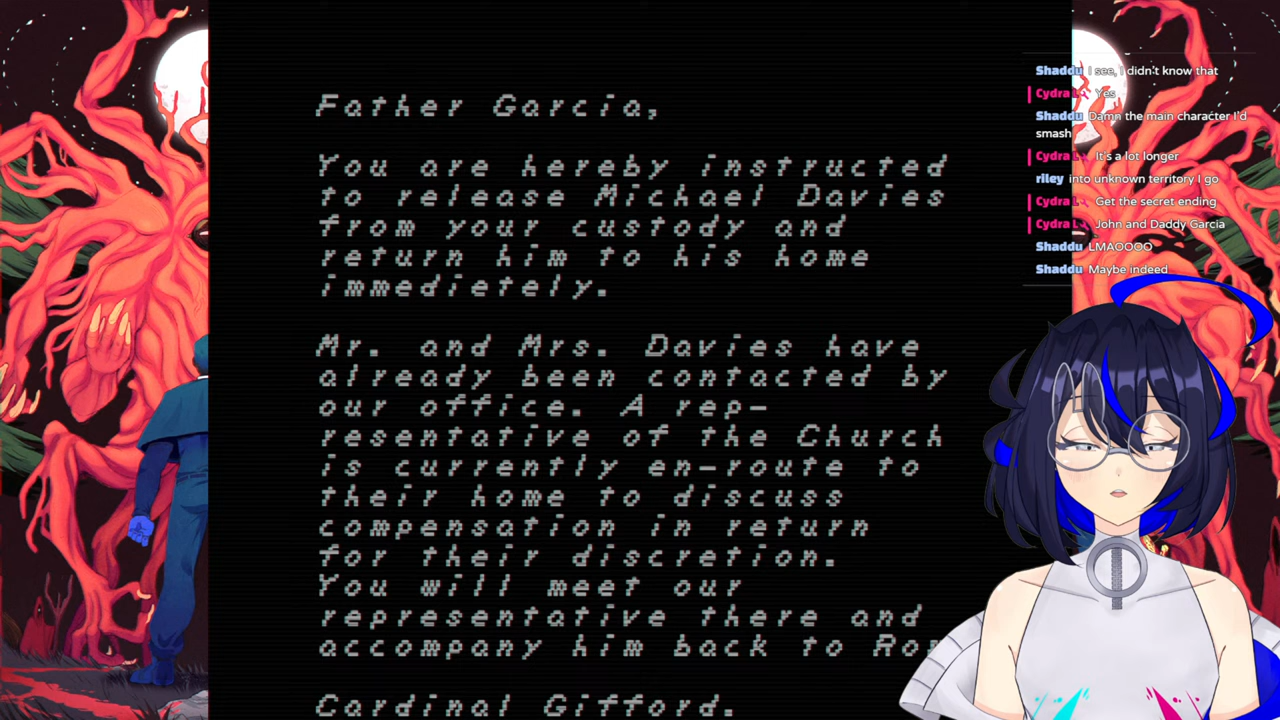 Father Garcia,
You are hereby instructed
to release Michael Davies
from your custody and
return him to his home
immedietely.
Mr. and Mrs. Davies have
already been contacted by
our office. A rep-
resentative of the Church
is currently en-route to
their home to discuss
compensation in return
for their discretion.
You will meet our
representative there and
accompany him back to
Cardinal Gifford.
Shaddu I see, I didn't know that
Cydra Yes
Shaddu Damn the main character I'd
smash
Cydra It's a lot longer
riley into unknown territory I go
Cydra Get the secret ending
Cydra John and Daddy Garcia
Shaddu LMAOOOO
Shaddu Maybe indeed